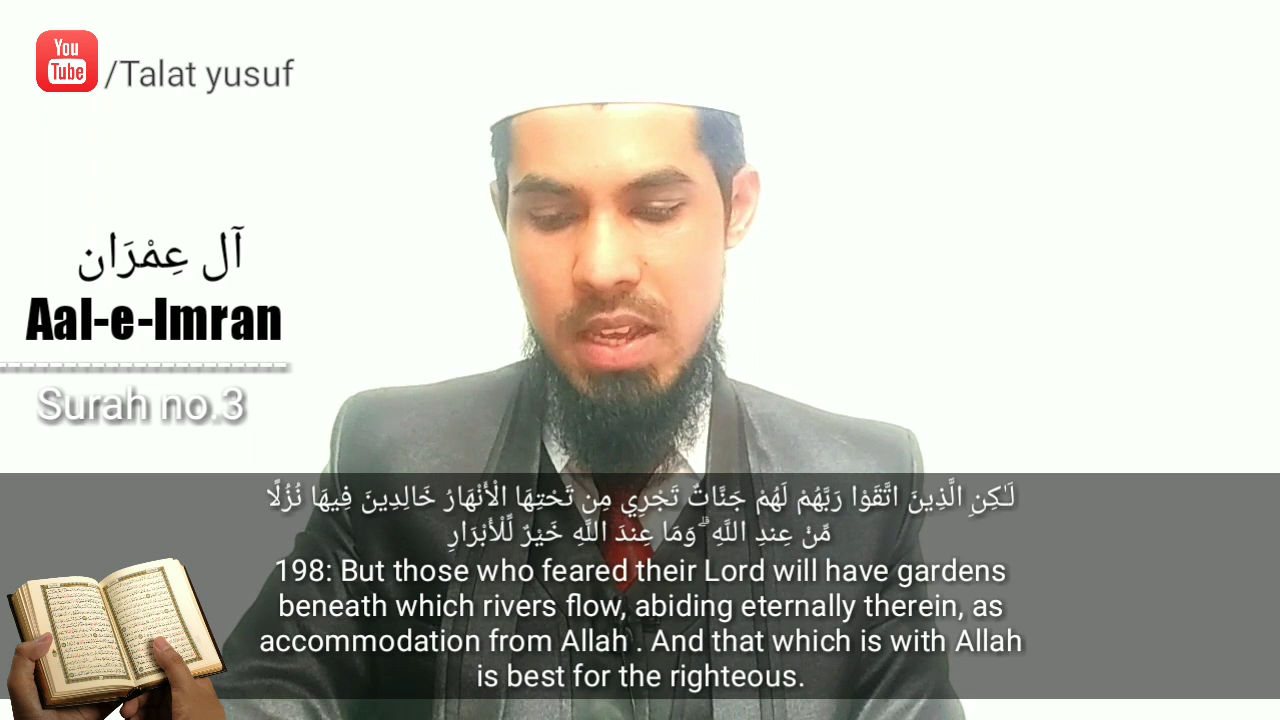 You
Tube
/Talat yusuf
آل عِمْرَان
Aal-e-Imran
Surah no.3
لَٰكِنِ الَّذِينَ اتَّقَوْا رَبَّهُمْ لَهُمْ جَنَّاتٌ تَجْرِي مِن تَحْتِهَا الْأَنْهَارُ خَالِدِينَ فِيهَا نُزُلًا
مِّنْ عِندِ اللَّهِ ۗ وَمَا عِندَ اللَّهِ خَيْرٌ لِّلْأَبْرَارِ
198: But those who feared their Lord will have gardens
beneath which rivers flow, abiding eternally therein, as
accommodation from Allah . And that which is with Allah
is best for the righteous.